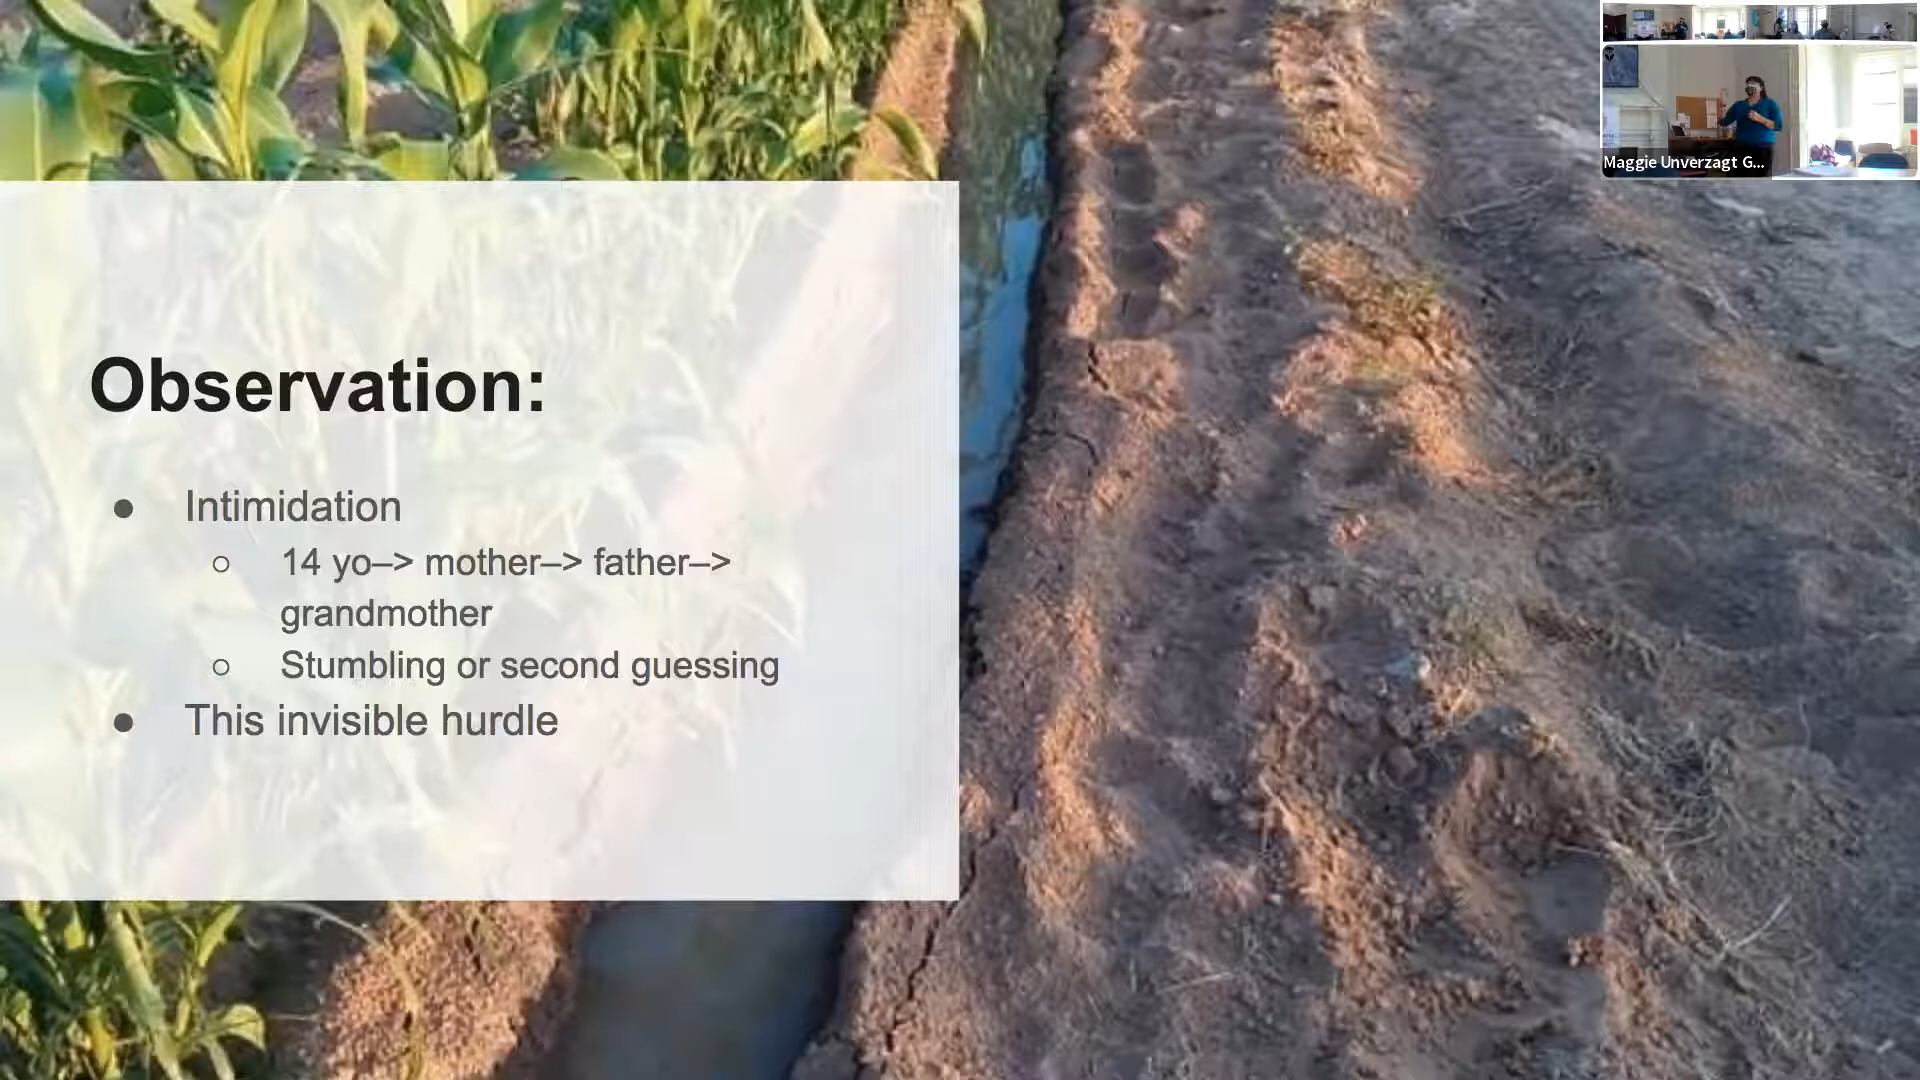 Maggie Unverzagt G...
Observation:
● Intimidation
○ 14 yo–> mother–> father–>
grandmother
○ Stumbling or second guessing
● This invisible hurdle